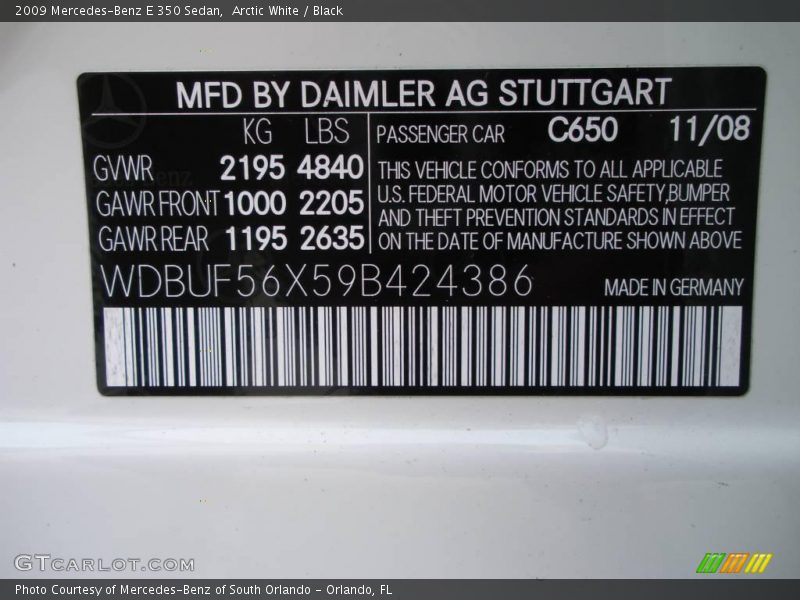 2009 Mercedes-Benz E 350 Sedan,  Arctic White / Black
MFD BY DAIMLER AG STUTTGART
KG LBS
GVWR 2195 4840
GAWR FRONT 1000 2205
GAWR REAR 1195 2635
PASSENGER CAR C650 11/08
THIS VEHICLE CONFORMS TO ALL APPLICABLE
U.S. FEDERAL MOTOR VEHICLE SAFETY,BUMPER
AND THEFT PREVENTION STANDARDS IN EFFECT
ON THE DATE OF MANUFACTURE SHOWN ABOVE
WDBUF56X59B424386 MADE IN GERMANY
GTCARLOT.COM
Photo Courtesy of Mercedes-Benz of South Orlando - Orlando, FL